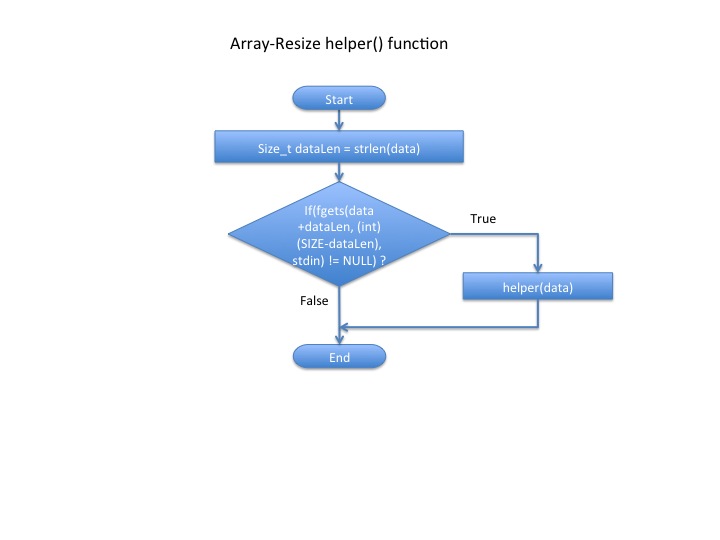 Array-Resize helper() function
Start
Size_t dataLen = strlen(data)
If(fgets(data
+dataLen, (int)
(SIZE-dataLen),
stdin) != NULL) ?
True
helper(data)
False
End